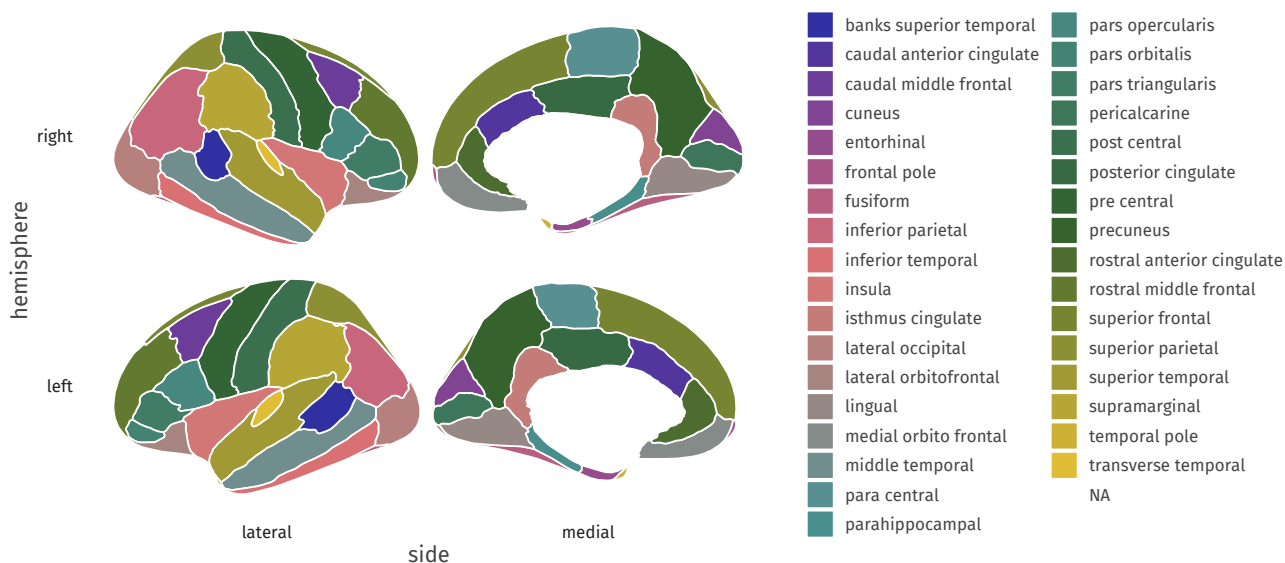 hemisphere
right
left
lateral
medial
side
banks superior temporal
caudal anterior cingulate
caudal middle frontal
cuneus
entorhinal
frontal pole
fusiform
inferior parietal
inferior temporal
insula
isthmus cingulate
lateral occipital
lateral orbitofrontal
lingual
medial orbito frontal
middle temporal
para central
parahippocampal
pars opercularis
pars orbitalis
pars triangularis
pericalcarine
post central
posterior cingulate
pre central
precuneus
rostral anterior cingulate
rostral middle frontal
superior frontal
superior parietal
superior temporal
supramarginal
temporal pole
transverse temporal
NA